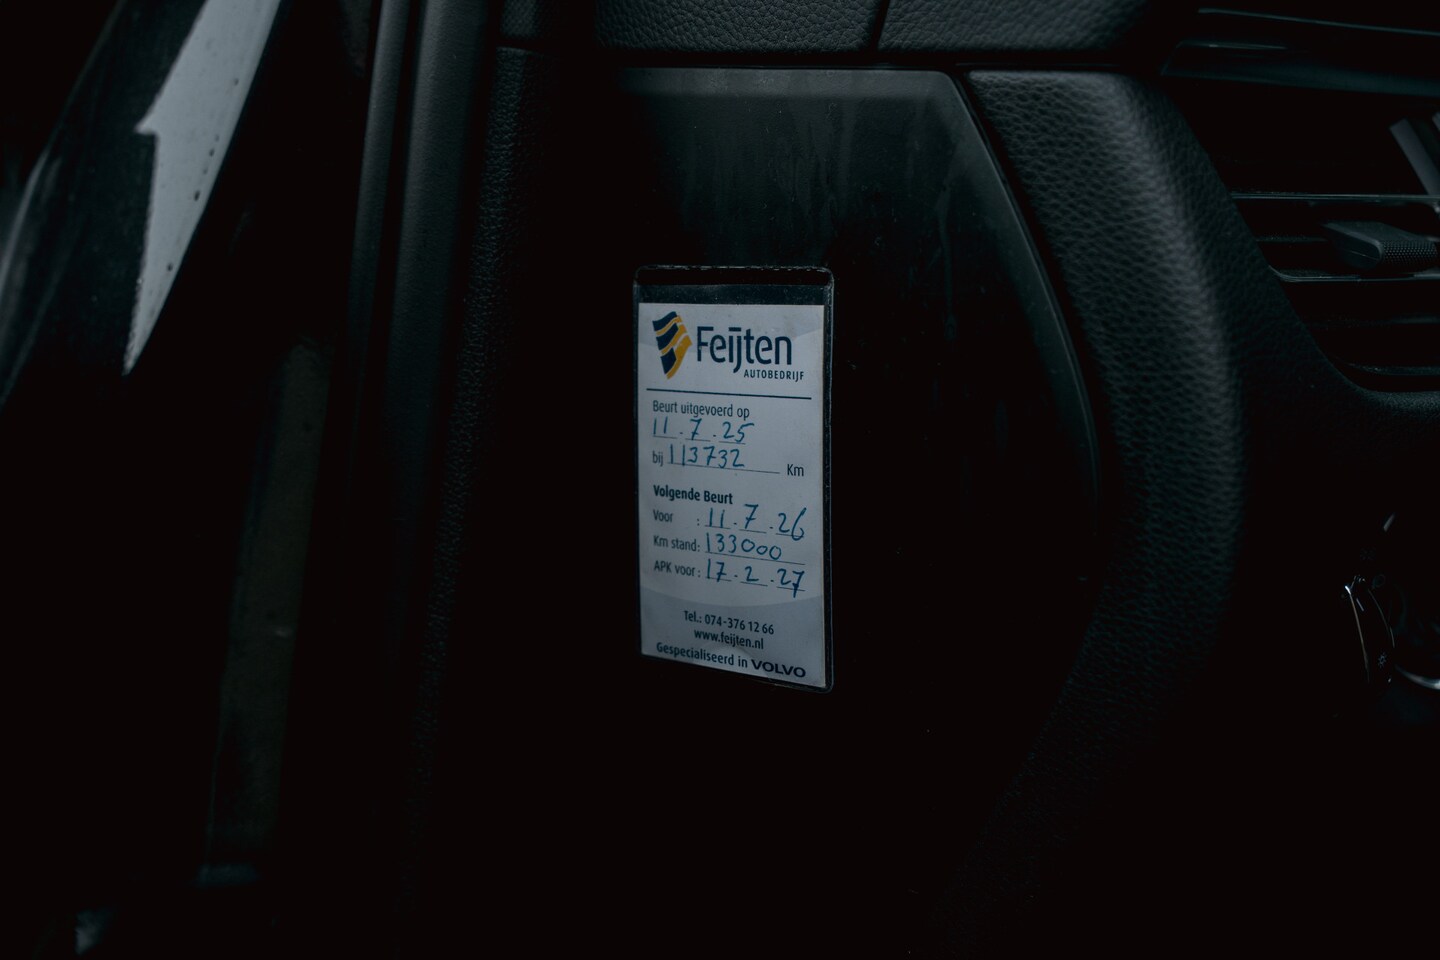 Feijten
AUTOBEDRIJF
Beurt uitgevoerd op
11.7.25
bij 113732 Km
Volgende Beurt
Voor : 11.7.26
Km stand: 133000
APK voor: 17.2.27
Tel.: 074-376 12 66
www.feijten.nl
Gespecialiseerd in VOLVO